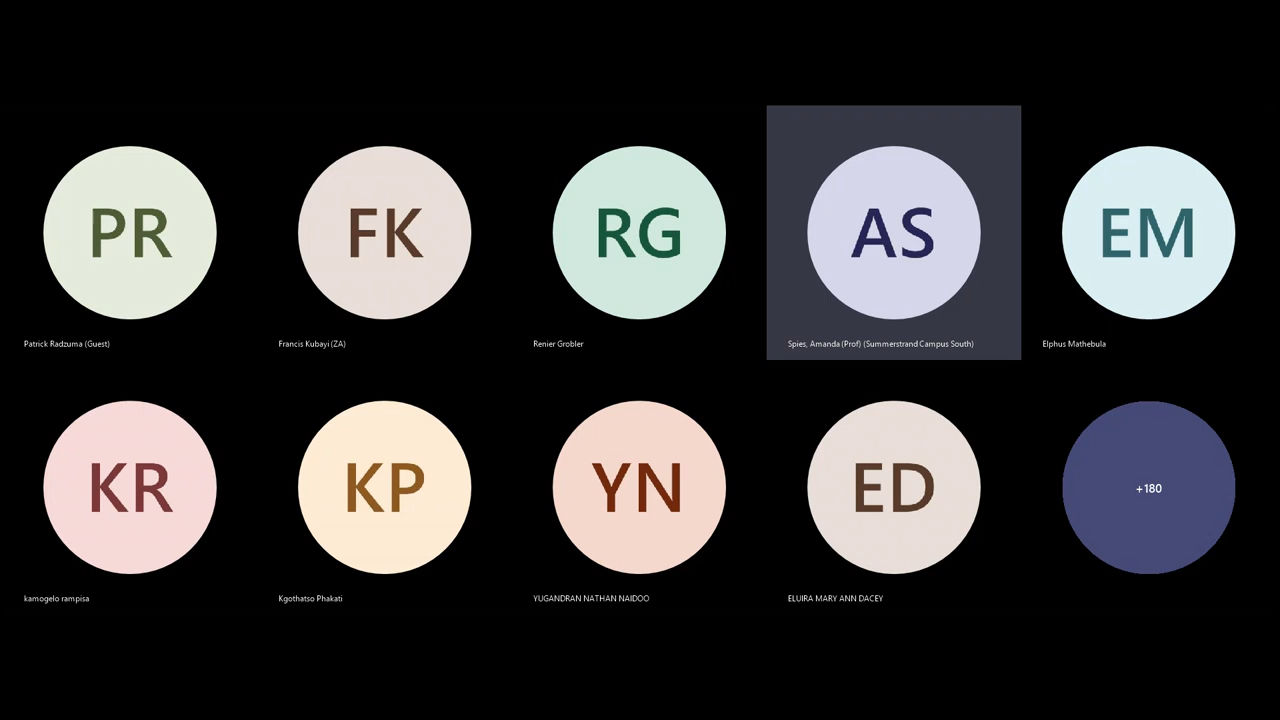 PR
FK
RG
AS
EM
Patrick Radzuma (Guest)
Francis Kubayi (ZA)
Renier Grobler
Spies, Amanda (Prof) (Summerstrand Campus South)
Elphus Mathebula
KR
KP
YN
ED
+180
kamogelo rampisa
Kgothatso Phakati
YUGANDRAN NATHAN NAIDOO
ELUIRA MARY ANN DACEY